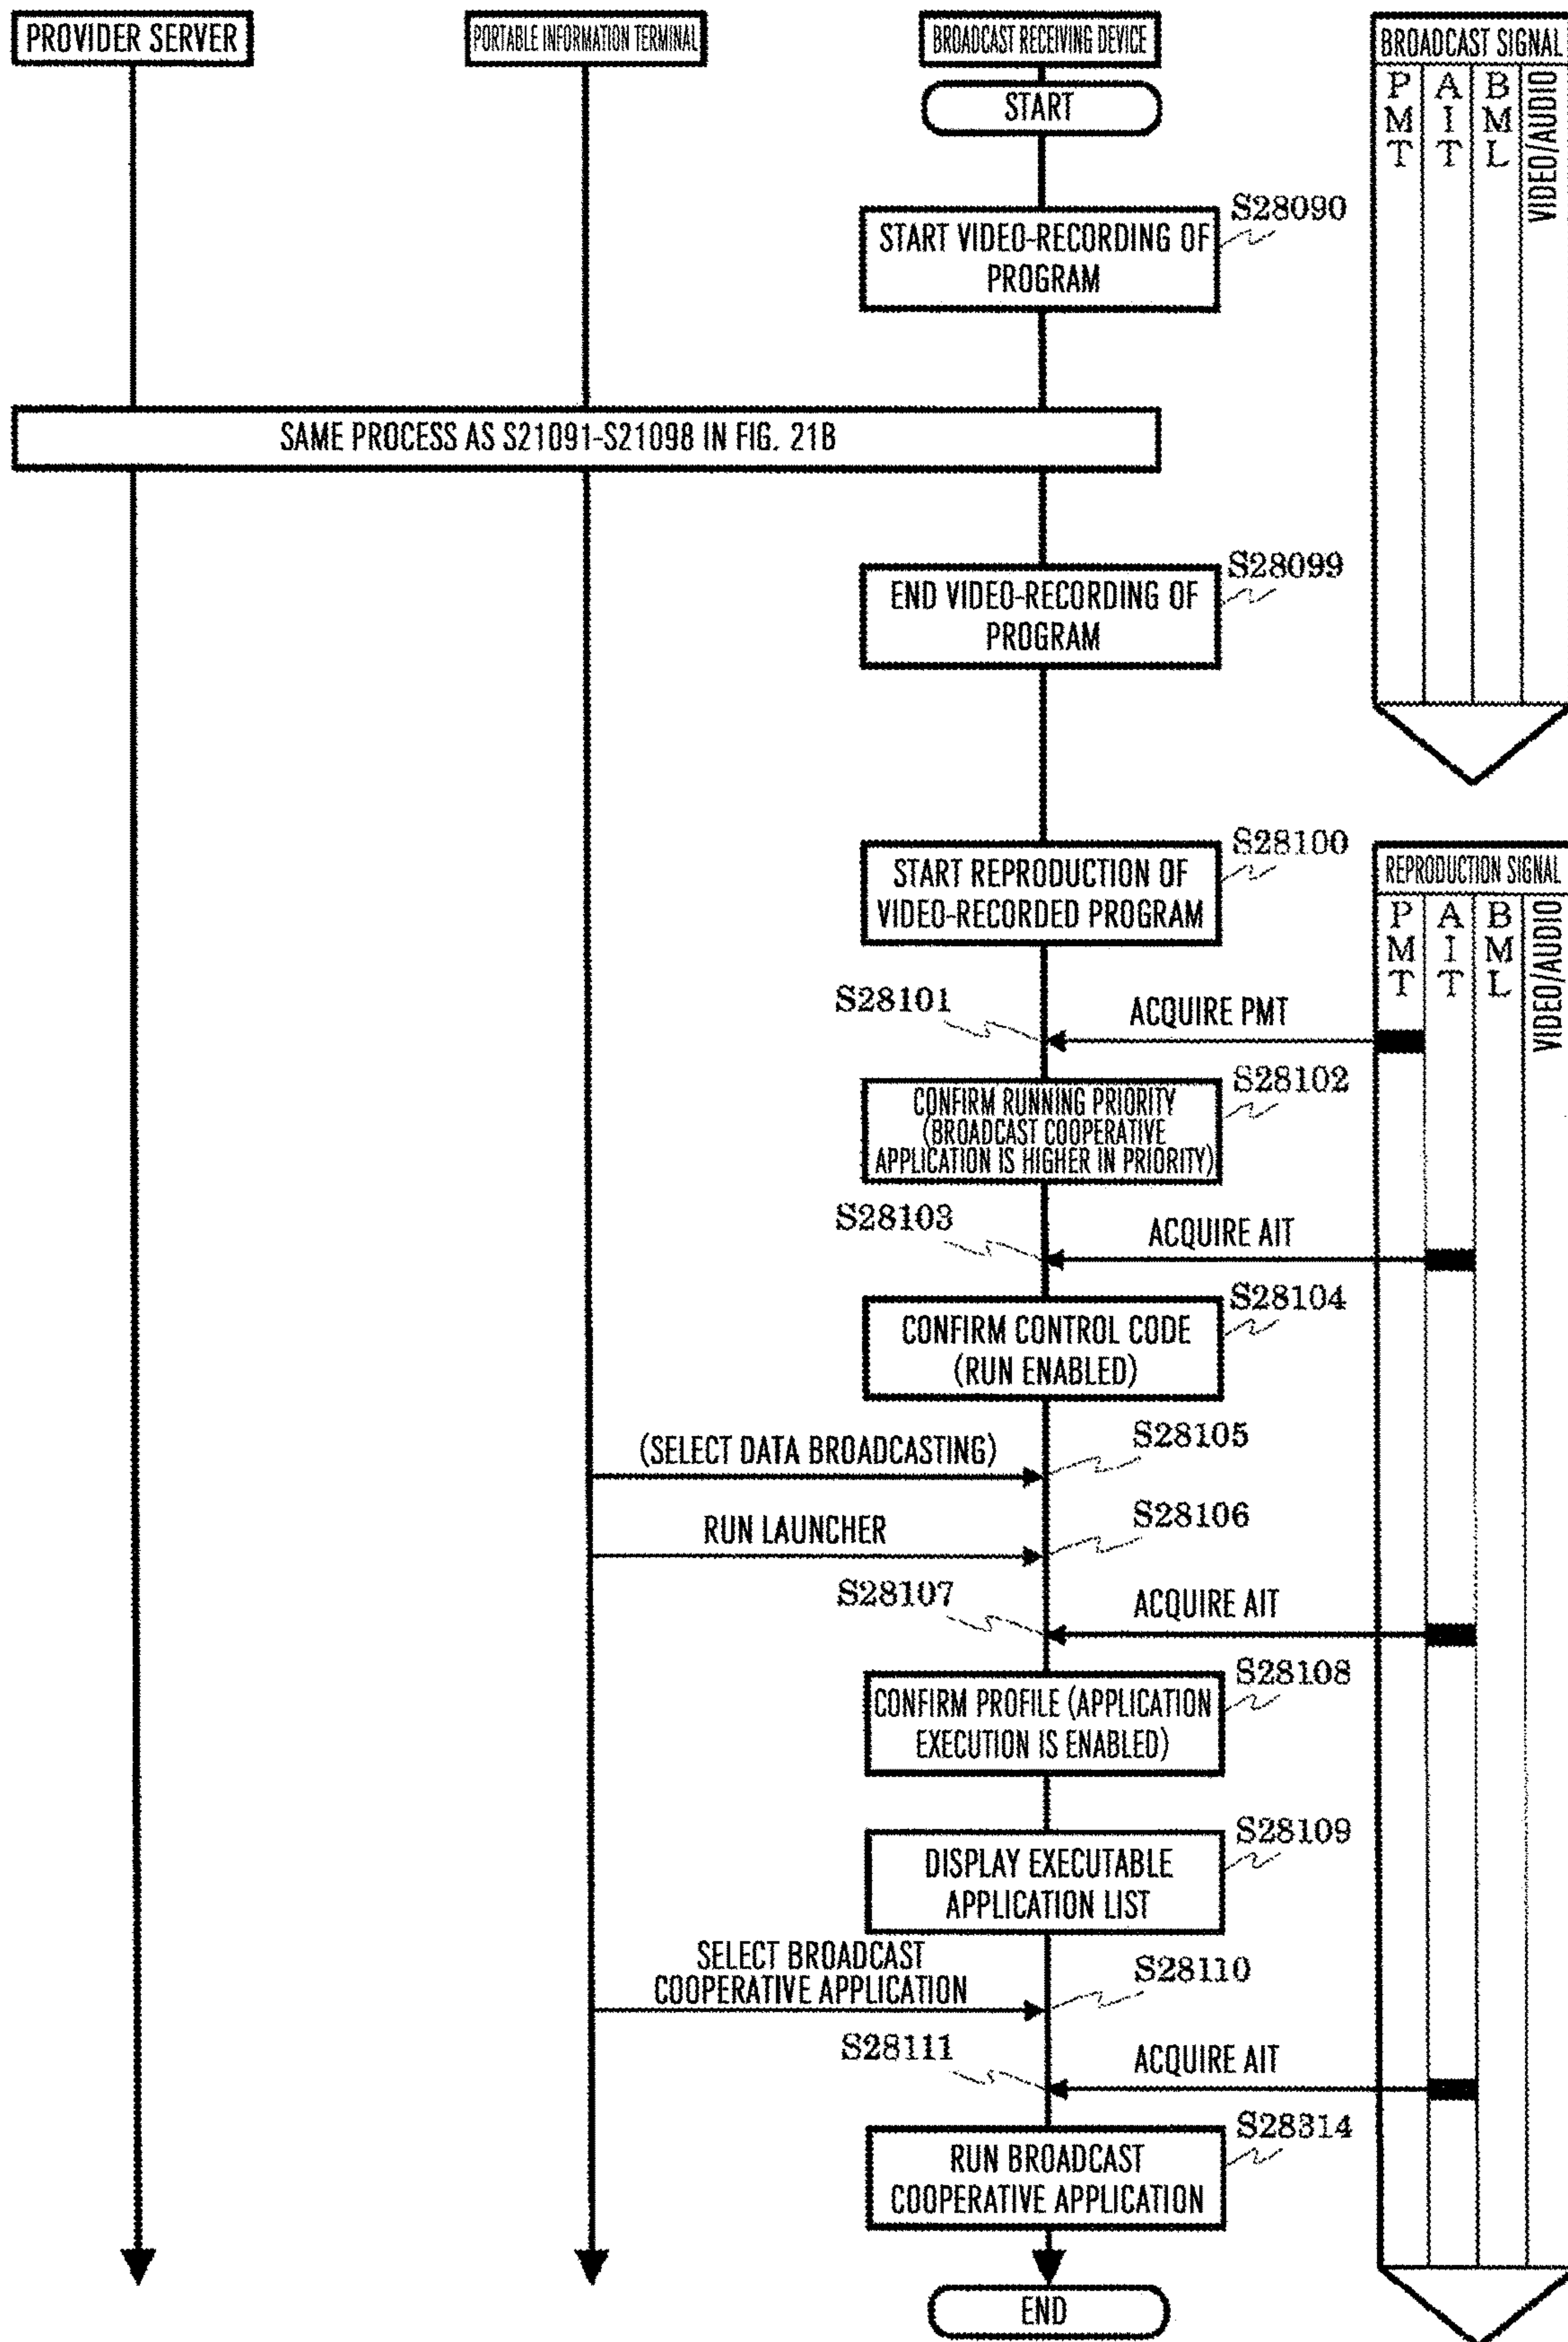 PROVIDER SERVER
PORTABLE INFORMATION TERMINAL
BROADCAST RECEIVING DEVICE
BROADCAST SIGNAL
PMT
AIT
BML
VIDEO/AUDIO
START
S28090
START VIDEO-RECORDING OF
PROGRAM
SAME PROCESS AS S21091-S21098 IN FIG. 21B
S28099
END VIDEO-RECORDING OF
PROGRAM
S28100
START REPRODUCTION OF
VIDEO-RECORDED PROGRAM
REPRODUCTION SIGNAL
PMT
AIT
BML
VIDEO/AUDIO
S28101
ACQUIRE PMT
S28102
CONFIRM RUNNING PRIORITY
(BROADCAST COOPERATIVE
APPLICATION IS HIGHER IN PRIORITY)
S28103
ACQUIRE AIT
S28104
CONFIRM CONTROL CODE
(RUN ENABLED)
(SELECT DATA BROADCASTING)
S28105
RUN LAUNCHER
S28106
S28107
ACQUIRE AIT
S28108
CONFIRM PROFILE (APPLICATION
EXECUTION IS ENABLED)
S28109
DISPLAY EXECUTABLE
APPLICATION LIST
SELECT BROADCAST
COOPERATIVE APPLICATION
S28110
S28111
ACQUIRE AIT
S28314
RUN BROADCAST
COOPERATIVE APPLICATION
END